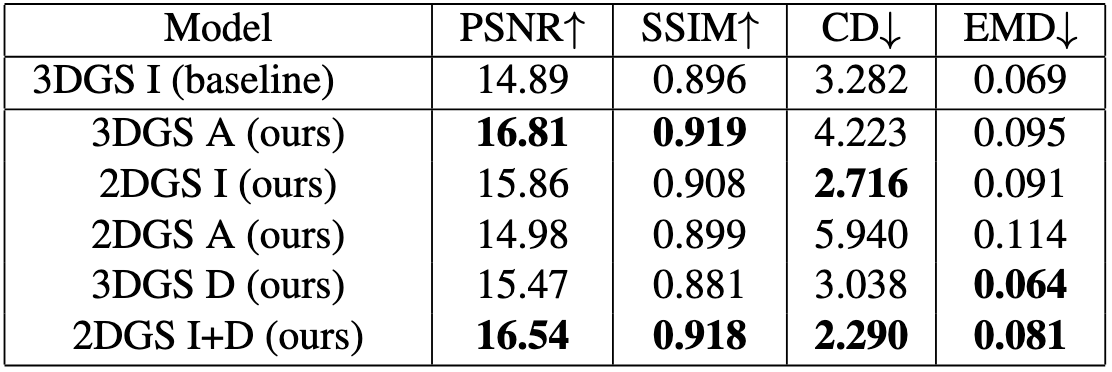 Model PSNR↑ SSIM↑ CD↓ EMD↓
3DGS I (baseline) 14.89 0.896 3.282 0.069
3DGS A (ours) 16.81 0.919 4.223 0.095
2DGS I (ours) 15.86 0.908 2.716 0.091
2DGS A (ours) 14.98 0.899 5.940 0.114
3DGS D (ours) 15.47 0.881 3.038 0.064
2DGS I+D (ours) 16.54 0.918 2.290 0.081